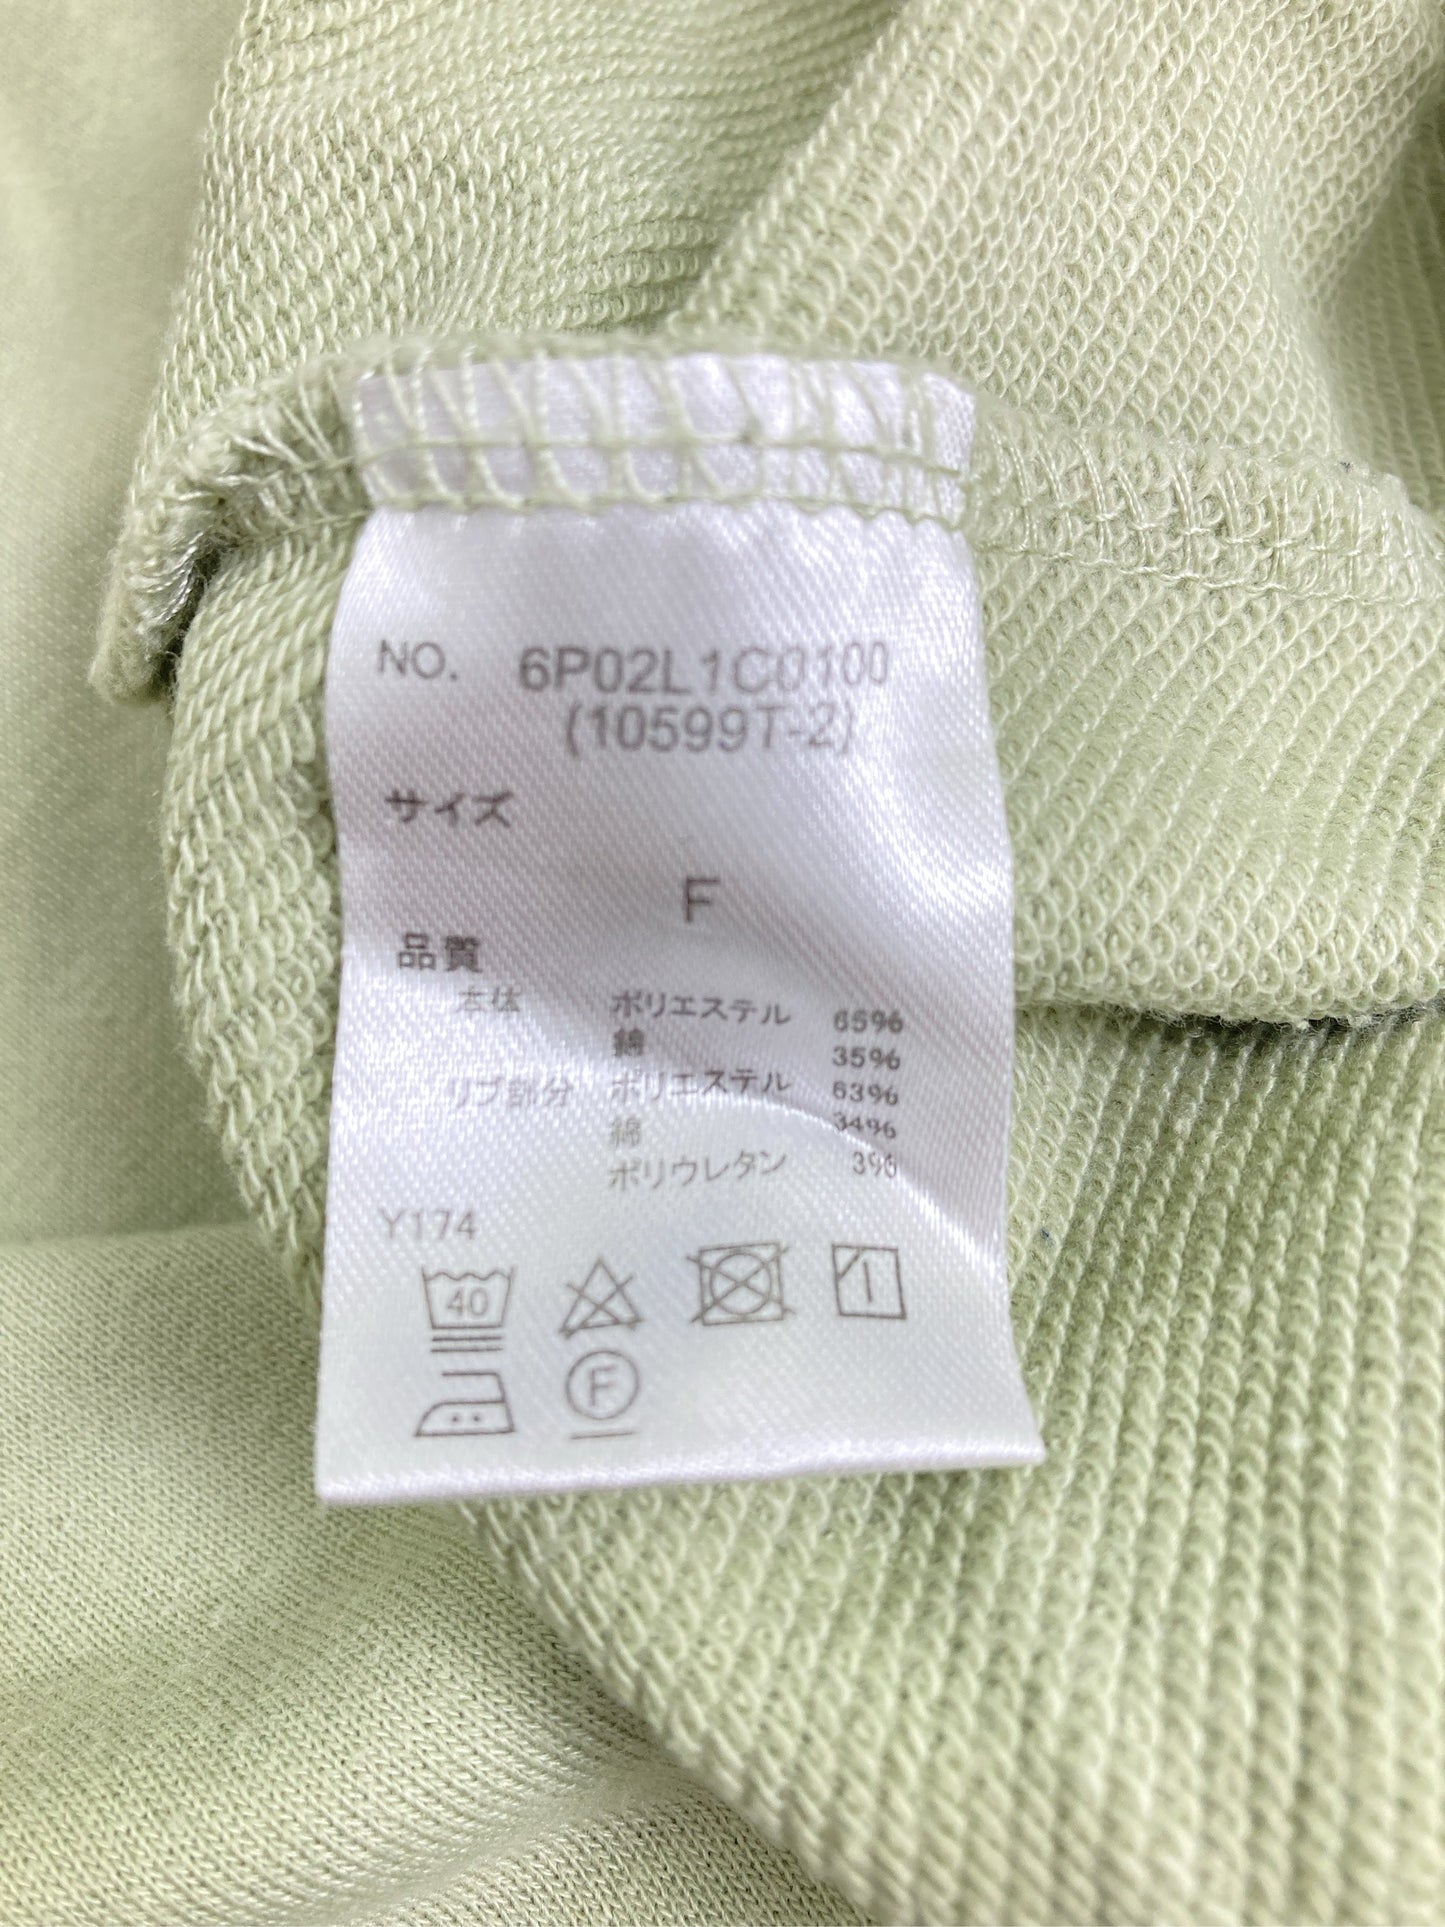 NO. 6P02L1C0100
(10599T-2)
サイズ
F
品質
本体 ポリエステル 65%
綿 35%
リブ部分 ポリエステル 63%
綿 34%
ポリウレタン 3%
Y174
40
F